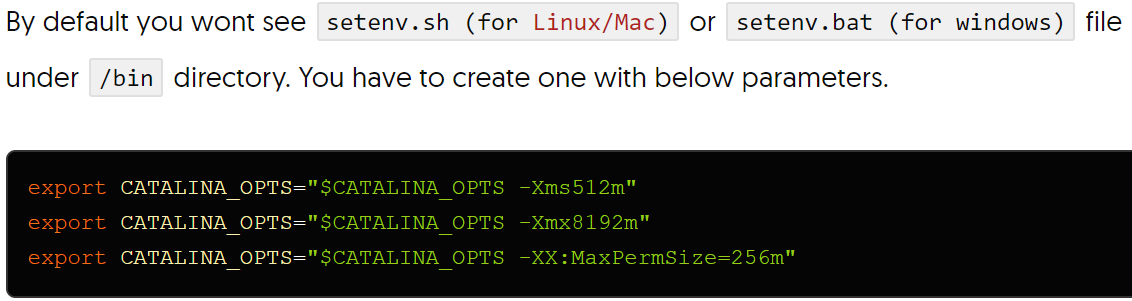 By default you wont see setenv.sh (for Linux/Mac) or setenv.bat (for windows) file
under /bin directory. You have to create one with below parameters.
export CATALINA_OPTS="$CATALINA_OPTS -Xms512m"
export CATALINA_OPTS="$CATALINA_OPTS -Xmx8192m"
export CATALINA_OPTS="$CATALINA_OPTS -XX:MaxPermSize=256m"